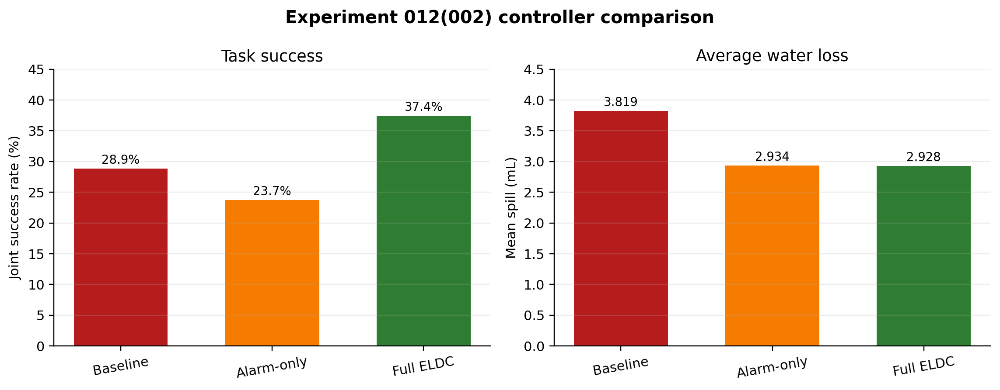 Experiment 012(002) controller comparison
Task success
Joint success rate (%)
45
40
35
30
25
20
15
10
5
0
28.9%
23.7%
37.4%
Baseline
Alarm-only
Full ELDC
Average water loss
Mean spill (mL)
4.5
4.0
3.5
3.0
2.5
2.0
1.5
1.0
0.5
0.0
3.819
2.934
2.928
Baseline
Alarm-only
Full ELDC